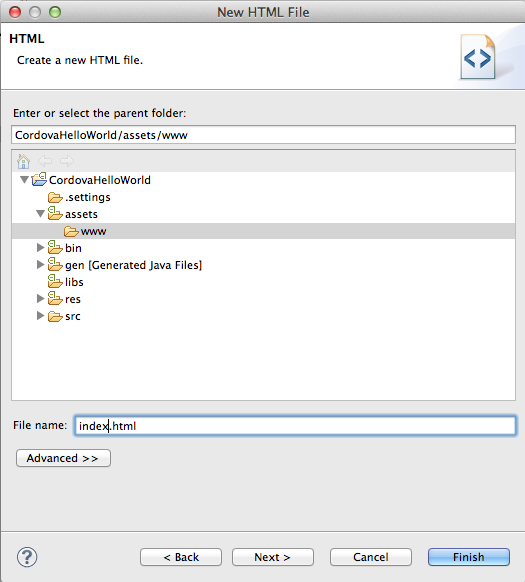 New HTML File
HTML
Create a new HTML file.
Enter or select the parent folder:
CordovaHelloWorld/assets/www
CordovaHelloWorld
.settings
assets
www
bin
gen [Generated Java Files]
libs
res
src
File name: index.html
Advanced >>
? < Back Next > Cancel Finish